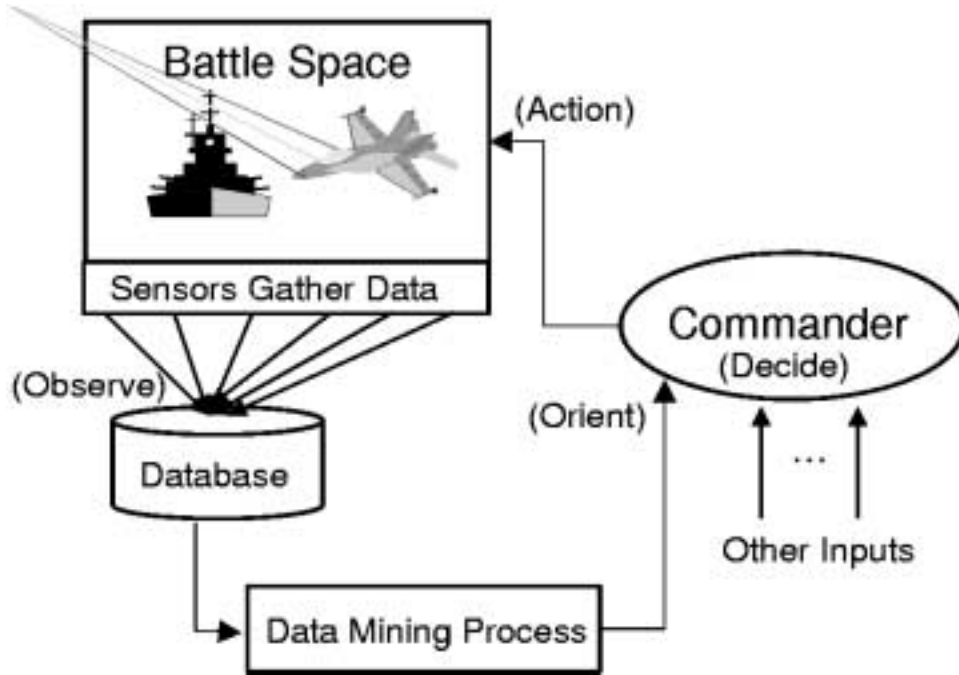 Battle Space
(Action)
Sensors Gather Data
Commander
(Decide)
(Observe)
(Orient)
Database
...
Other Inputs
Data Mining Process